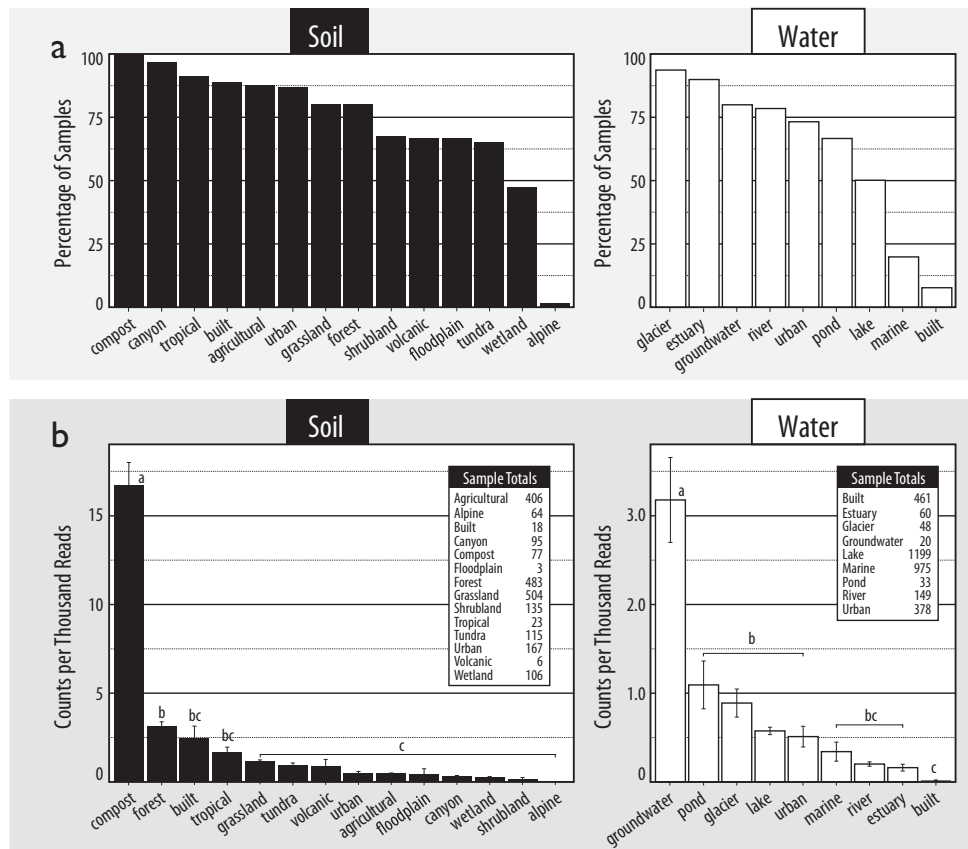 a
Soil
Water
Percentage of Samples
100
75
50
25
0
compost
canyon
tropical
built
agricultural
urban
grassland
forest
shrubland
volcanic
floodplain
tundra
wetland
alpine
Percentage of Samples
100
75
50
25
0
glacier
estuary
groundwater
river
urban
pond
lake
marine
built
b
Soil
Water
Counts per Thousand Reads
15
10
5
0
a
b
bc
bc
c
Sample Totals
Agricultural 406
Alpine 64
Built 18
Canyon 95
Compost 77
Floodplain 3
Forest 483
Grassland 504
Shrubland 135
Tropical 23
Tundra 115
Urban 167
Volcanic 6
Wetland 106
compost
forest
built
tropical
grassland
tundra
volcanic
urban
agricultural
floodplain
canyon
wetland
shrubland
alpine
Counts per Thousand Reads
3.0
2.0
1.0
0
a
b
bc
c
Sample Totals
Built 461
Estuary 60
Glacier 48
Groundwater 20
Lake 1199
Marine 975
Pond 33
River 149
Urban 378
groundwater
pond
glacier
lake
urban
marine
river
estuary
built